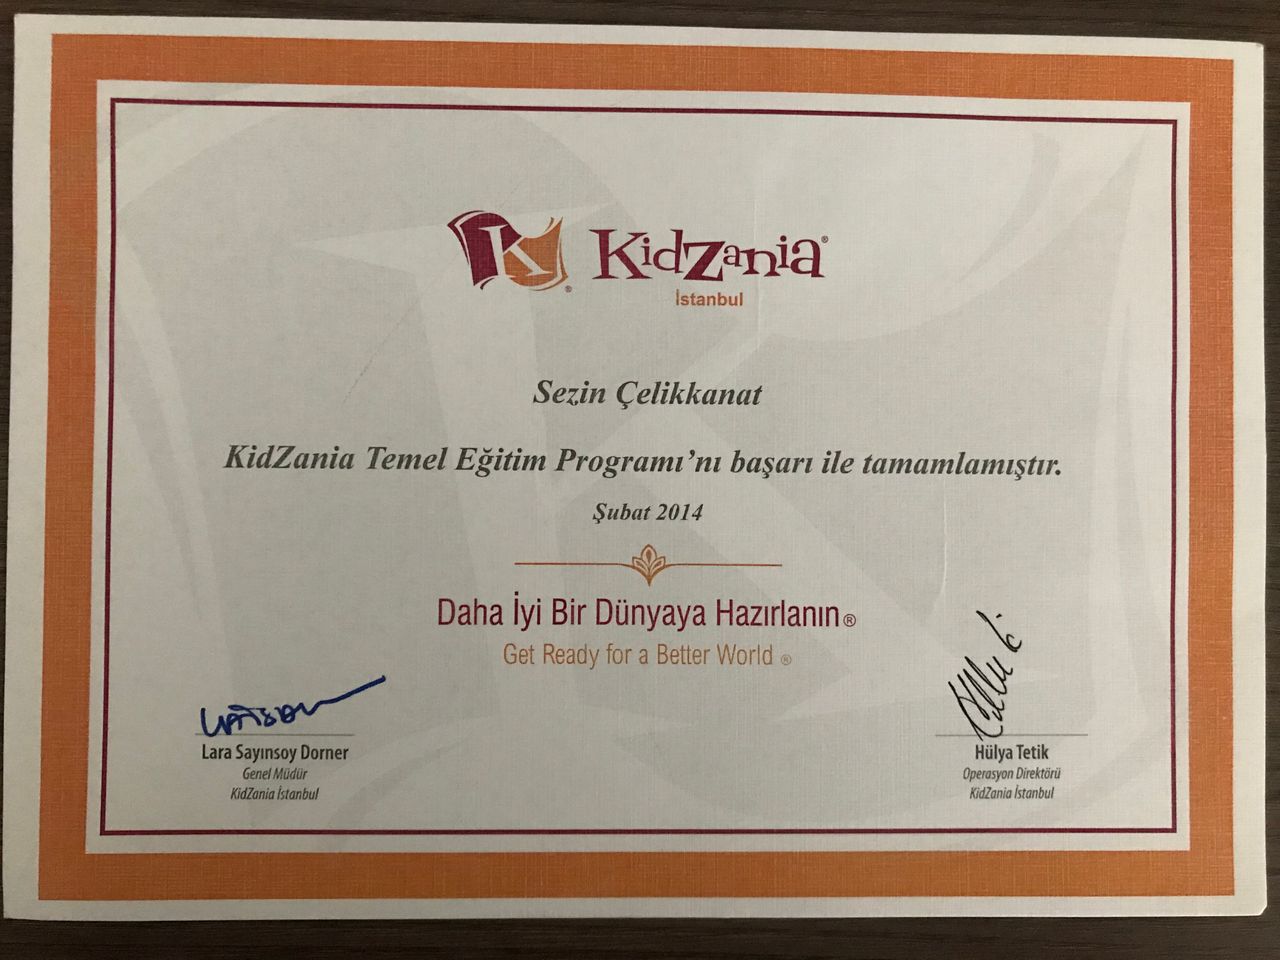 K
KidZania®
İstanbul
Sezin Çelikkanat
KidZania Temel Eğitim Programı'nı başarı ile tamamlamıştır.
Şubat 2014
Daha İyi Bir Dünyaya Hazırlanın®
Get Ready for a Better World ®
Lara Sayınsoy Dorner
Genel Müdür
KidZania İstanbul
Hülya Tetik
Operasyon Direktörü
KidZania İstanbul